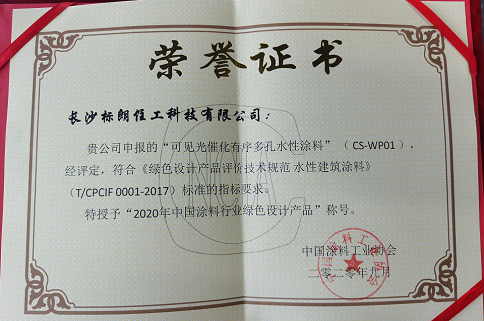 荣誉证书
长沙标朗住工科技有限公司：
贵公司申报的“可见光催化有序多孔水性涂料”（CS-WP01），
经评定，符合《绿色设计产品评价技术规范 水性建筑涂料》
（T/CPCIF 0001-2017）标准的指标要求。
特授予“2020年中国涂料行业绿色设计产品”称号。
中国涂料工业协会
二〇二〇年九月